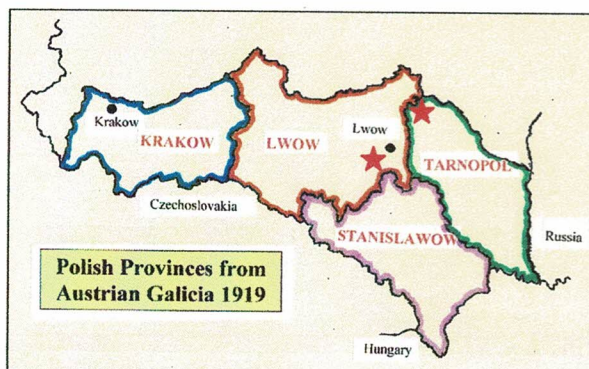 Krakow
KRAKOW
LWOW
Lwow
TARNOPOL
Czechoslovakia
STANISLAWOW
Russia
Polish Provinces from
Austrian Galicia 1919
Hungary